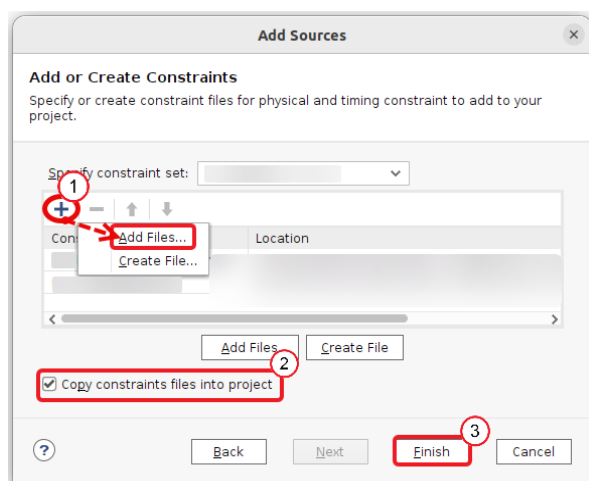 Add Sources
Add or Create Constraints
Specify or create constraint files for physical and timing constraint to add to your
project.
Specify constraint set:
1
Add Files...
Location
Create File...
Add Files
Create File
2
Copy constraints files into project
3
?
Back
Next
Finish
Cancel